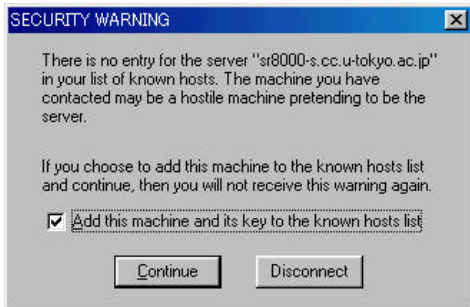 SECURITY WARNING
There is no entry for the server "sr8000-s.cc.u-tokyo.ac.jp"
in your list of known hosts. The machine you have
contacted may be a hostile machine pretending to be the
server.
If you choose to add this machine to the known hosts list
and continue, then you will not receive this warning again.
Add this machine and its key to the known hosts list
Continue Disconnect